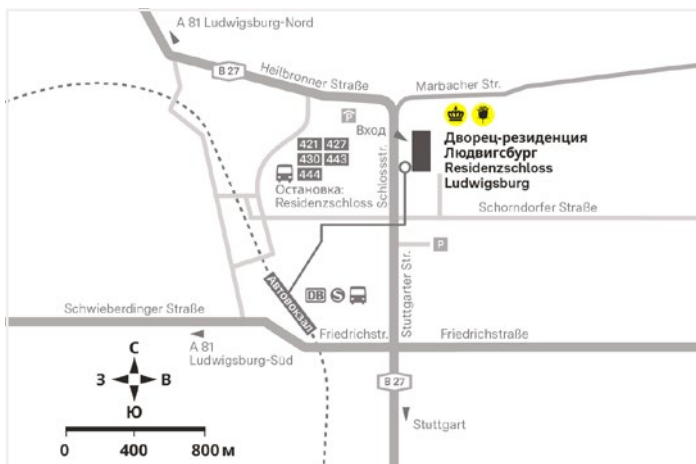 A 81 Ludwigsburg-Nord
B 27
Heilbronner Straße
Marbacher Str.
P
Вход
421 427
430 443
444
Остановка:
Residenzschloss
Schlossstr.
Дворец-резиденция
Людвигсбург
Residenzschloss
Ludwigsburg
Schorndorfer Straße
P
Stuttgarter Str.
Автовокзал
DB S
Schwieberdinger Straße
Friedrichstr.
Friedrichstraße
A 81
Ludwigsburg-Süd
С
З В
Ю
B 27
Stuttgart
0 400 800 м